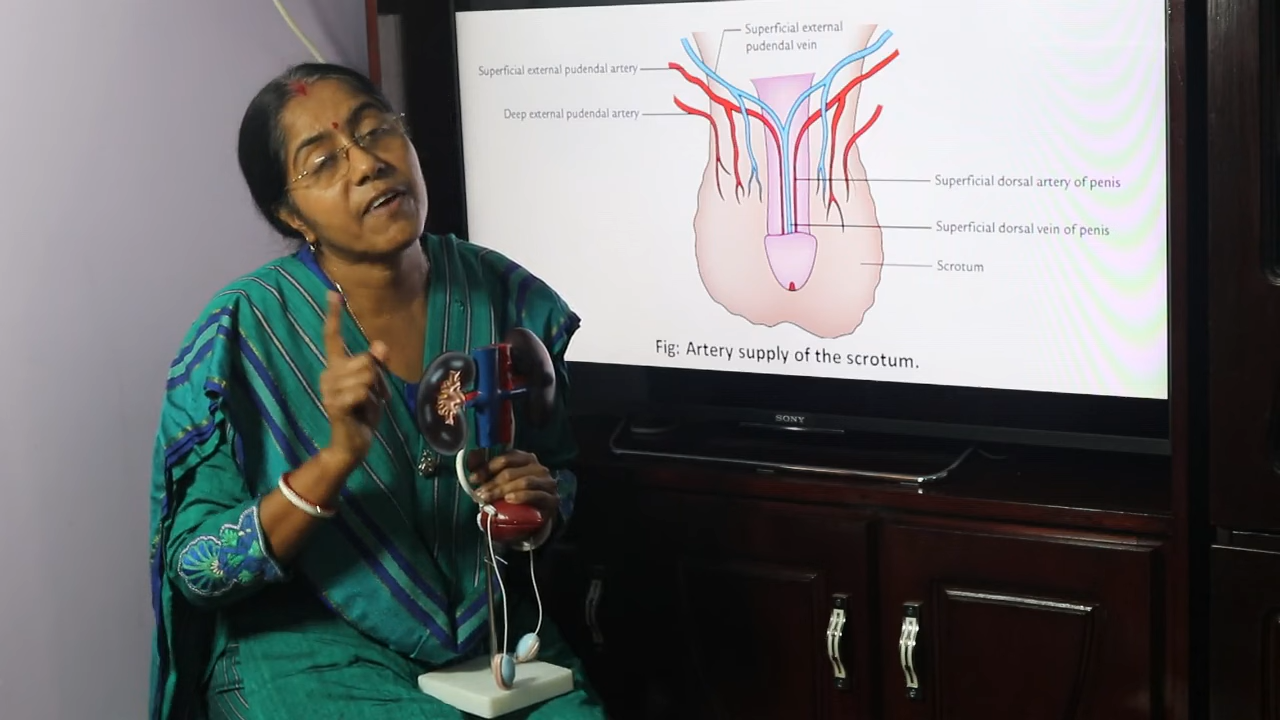 Superficial external
pudendal vein
Superficial external pudendal artery
Deep external pudendal artery
Superficial dorsal artery of penis
Superficial dorsal vein of penis
Scrotum
Fig: Artery supply of the scrotum.
SONY